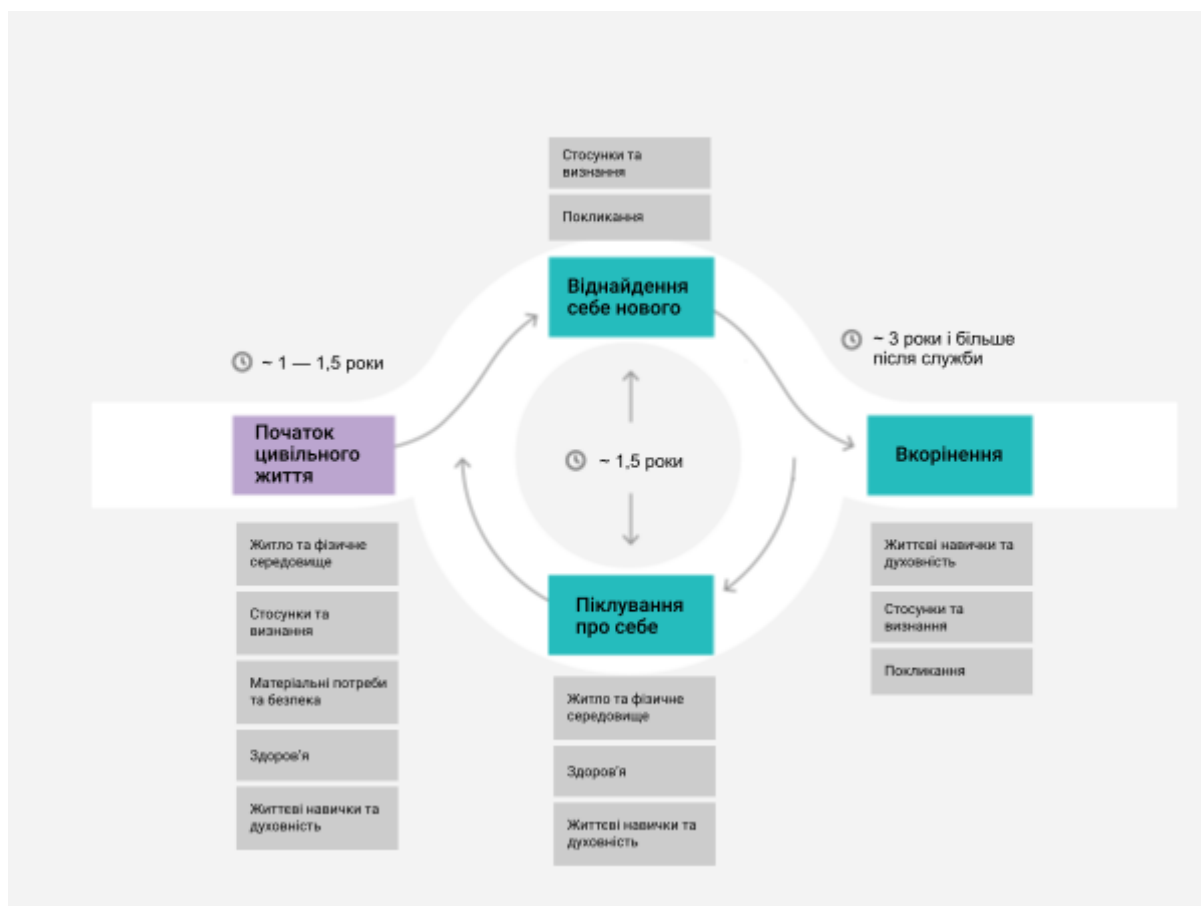 Стосунки та
визнання
Покликання
Віднайдення
себе нового
~ 1 — 1,5 роки
~ 3 роки і більше
після служби
Початок
цивільного
життя
~ 1,5 роки
Вкорінення
Житло та фізичне
середовище
Стосунки та
визнання
Матеріальні потреби
та безпека
Здоров'я
Життєві навички та
духовність
Піклування
про себе
Житло та фізичне
середовище
Здоров'я
Життєві навички та
духовність
Життєві навички та
духовність
Стосунки та
визнання
Покликання